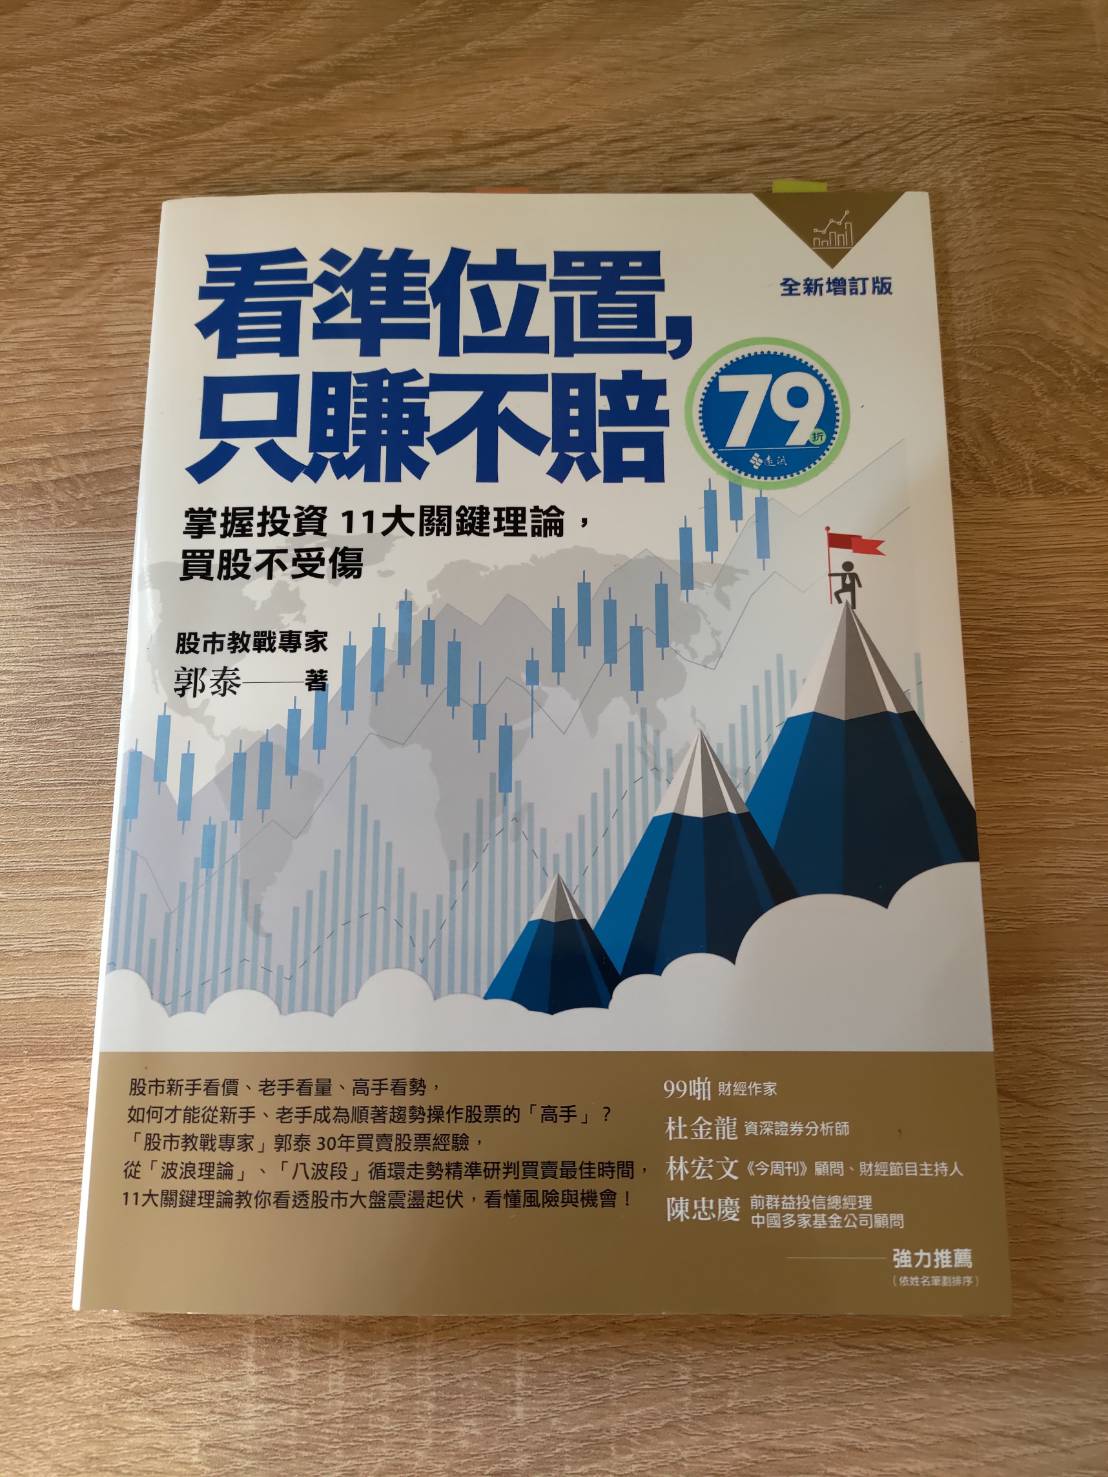 全新增訂版
看準位置,
只賺不賠
79
折
遠流
掌握投資 11大關鍵理論,
買股不受傷
股市教戰專家
郭泰——著
股市新手看價、老手看量、高手看勢,
如何才能從新手、老手成為順著趨勢操作股票的「高手」?
「股市教戰專家」郭泰 30年買賣股票經驗,
從「波浪理論」、「八波段」循環走勢精準研判買賣最佳時間,
11大關鍵理論教你看透股市大盤震盪起伏,看懂風險與機會!
99啪 財經作家
杜金龍 資深證券分析師
林宏文《今周刊》顧問、財經節目主持人
陳忠慶 前群益投信總經理
中國多家基金公司顧問
——強力推薦
(依姓名筆劃排序)